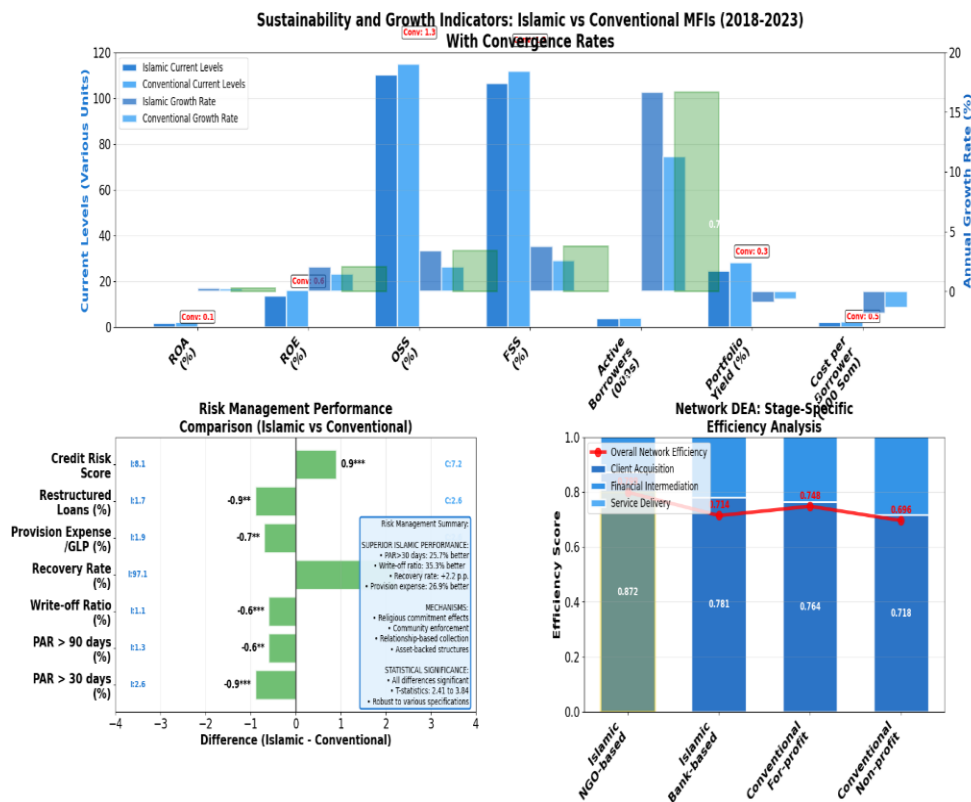 Sustainability and Growth Indicators: Islamic vs Conventional MFIs (2018-2023)
With Convergence Rates
Conv: 1.3
120
100
80
60
40
20
0
Current Levels (Various Units)
Islamic Current Levels
Conventional Current Levels
Islamic Growth Rate
Conventional Growth Rate
20
15
10
5
0
Annual Growth Rate (%)
Conv: 0.1
Conv: 0.6
Conv: 0.3
Conv: 0.5
ROA
(%)
ROE
(%)
OSS
(%)
FSS
(%)
Active
Borrowers
(000s)
Portfolio
Yield (%)
Cost per
Borrower
Risk Management Performance
Comparison (Islamic vs Conventional)
Credit Risk
Score
I:8.1
0.9***
C:7.2
Restructured
Loans (%)
I:1.7
-0.9**
C:2.6
Provision Expense
/GLP (%)
I:1.9
-0.7**
Recovery Rate
(%)
I:97.1
Write-off Ratio
(%)
I:1.1
-0.6***
PAR > 90 days
(%)
I:1.3
-0.6**
PAR > 30 days
(%)
I:2.6
-0.9***
Risk Management Summary:
SUPERIOR ISLAMIC PERFORMANCE:
• PAR>30 days: 25.7% better
• Write-off ratio: 35.3% better
• Recovery rate: +2.2 p.p.
• Provision expense: 26.9% better
MECHANISMS:
• Religious commitment effects
• Community enforcement
• Relationship-based collection
• Asset-backed structures
STATISTICAL SIGNIFICANCE:
• All differences significant
• T-statistics: 2.41 to 3.84
• Robust to various specifications
−4 −3 −2 −1 0 1 2 3 4
Difference (Islamic - Conventional)
Network DEA: Stage-Specific
Efficiency Analysis
1.0
0.8
0.6
0.4
0.2
0.0
Efficiency Score
Overall Network Efficiency
Client Acquisition
Financial Intermediation
Service Delivery
0.714
0.748
0.696
0.872
0.781
0.764
0.718
Islamic
NGO-based
Islamic
Bank-based
Conventional
For-profit
Conventional
Non-profit